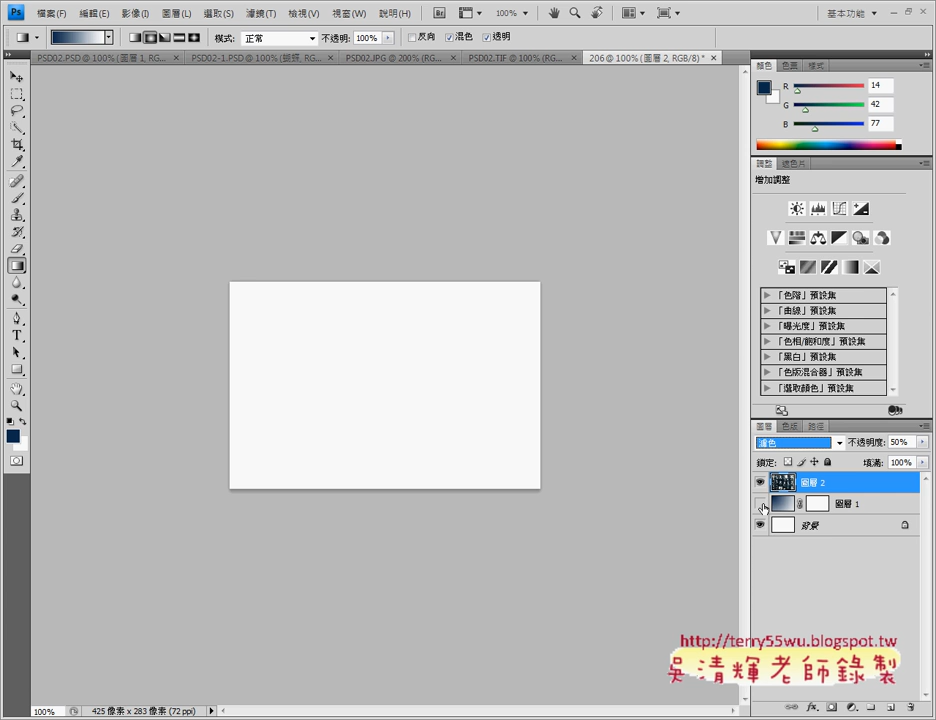 Ps 檔案(F) 編輯(E) 影像(I) 圖層(L) 選取(S) 濾鏡(T) 檢視(V) 視窗(W) 說明(H) Br 100% 基本功能
模式: 正常 不透明: 100% 反向 混色 透明
PSD02.PSD @ 100% (圖層 1, RG... × PSD02-1.PSD @ 100% (蝴蝶, RG... × PSD02.JPG @ 200% (RG... × PSD02.TIF @ 100% (RG... × 206 @ 100% (圖層 2, RGB/8) * ×
顏色 色票 樣式
R 14
G 42
B 77
調整 遮色片
增加調整
「色階」預設集
「曲線」預設集
「曝光度」預設集
「色相/飽和度」預設集
「黑白」預設集
「色版混合器」預設集
「選取顏色」預設集
圖層 色版 路徑
濾色 不透明度: 50%
鎖定: 填滿: 100%
圖層 2
圖層 1
背景
http://terry55wu.blogspot.tw
吳清輝老師錄製
100% 425 像素 x 283 像素 (72 ppi)